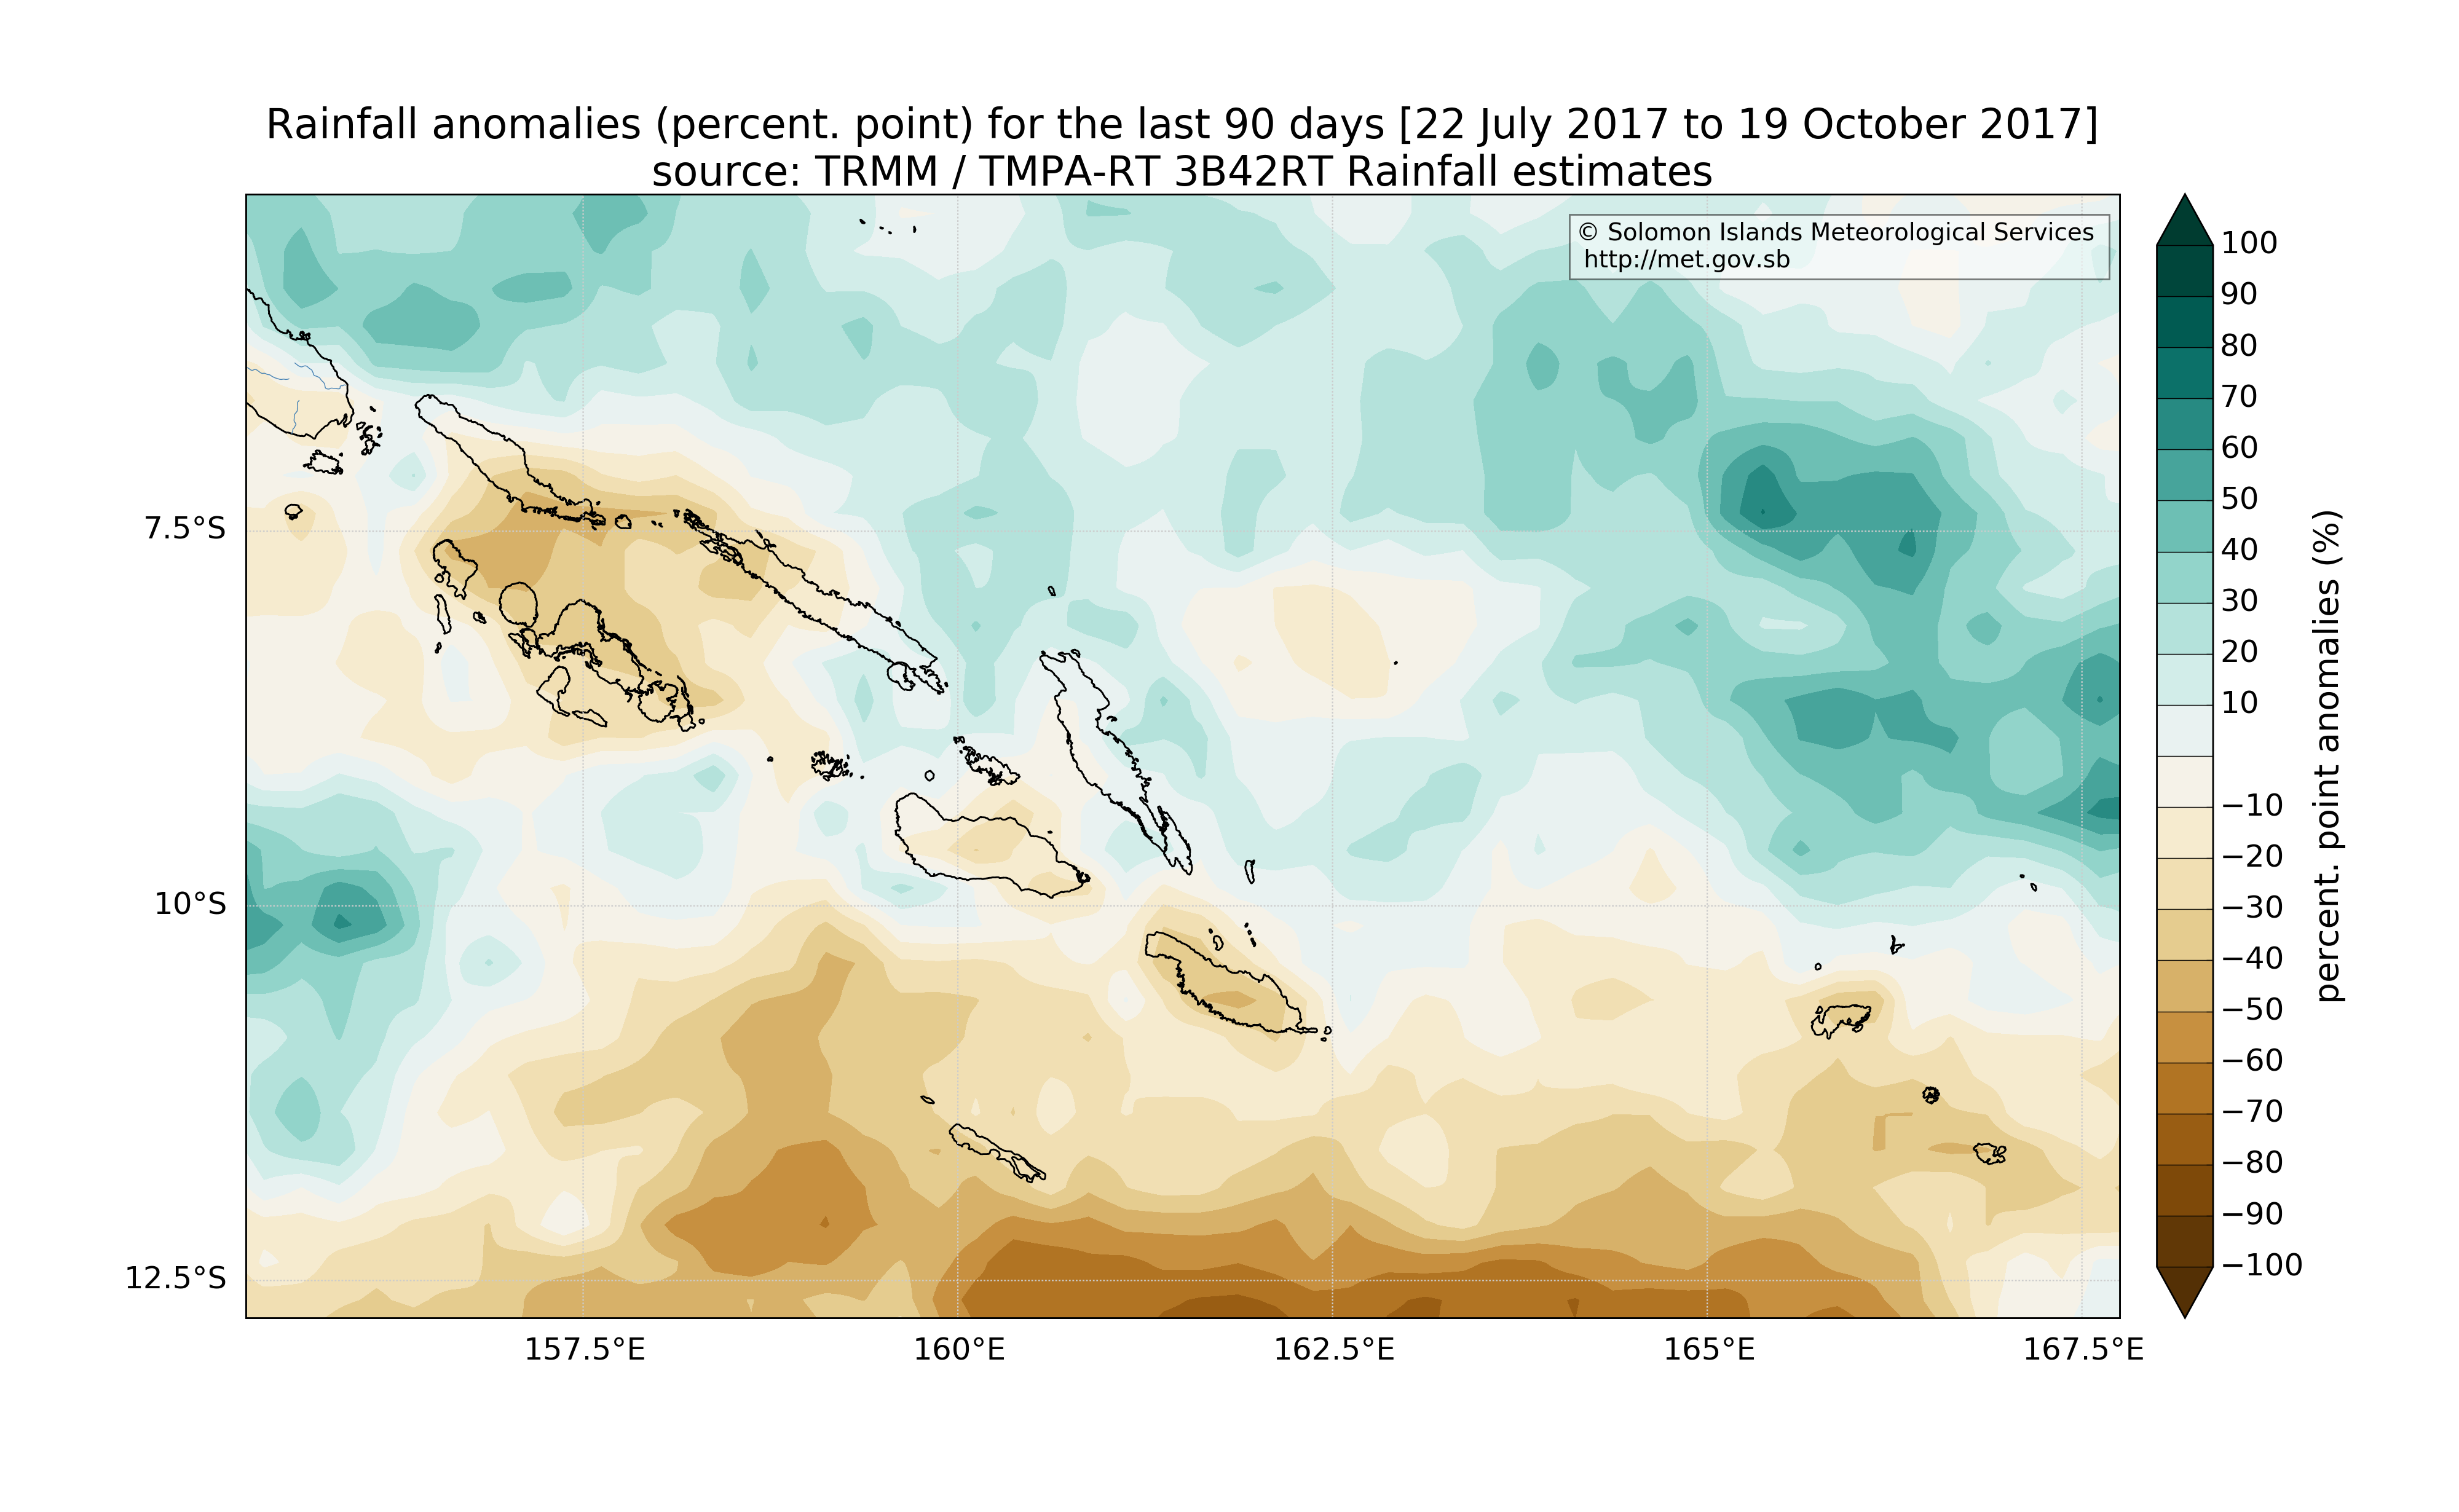 Rainfall anomalies (percent. point) for the last 90 days [22 July 2017 to 19 October 2017]
source: TRMM / TMPA-RT 3B42RT Rainfall estimates
© Solomon Islands Meteorological Services
http://met.gov.sb
7.5°S
10°S
12.5°S
157.5°E
160°E
162.5°E
165°E
167.5°E
100
90
80
70
60
50
40
30
20
10
−10
−20
−30
−40
−50
−60
−70
−80
−90
−100
percent. point anomalies (%)